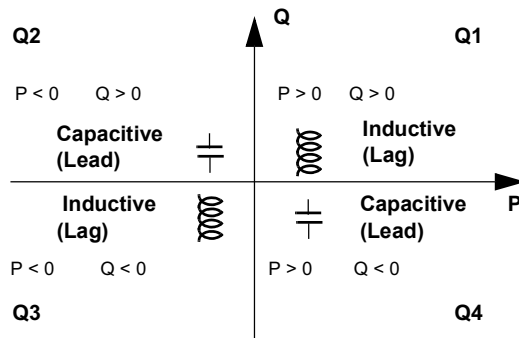 Q2
Q
Q1
P < 0 Q > 0
P > 0 Q > 0
Capacitive
(Lead)
Inductive
(Lag)
P
Inductive
(Lag)
Capacitive
(Lead)
P < 0 Q < 0
P > 0 Q < 0
Q3
Q4